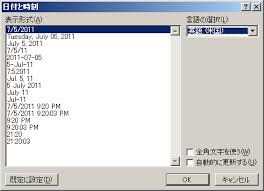 日付と時刻
表示形式(A):
言語の選択(L):
7/5/2011
Tuesday, July 05, 2011
July 5, 2011
7/5/11
2011-07-05
5-Jul-11
7.5.2011
Jul. 5, 11
5 July 2011
July 11
Jul-11
7/5/2011 9:20 PM
7/5/2011 9:20:03 PM
9:20 PM
9:20:03 PM
21:20
21:20:03
英語 (米国)
全角文字を使う(W)
自動的に更新する(U)
既定に設定(D)...
OK
キャンセル